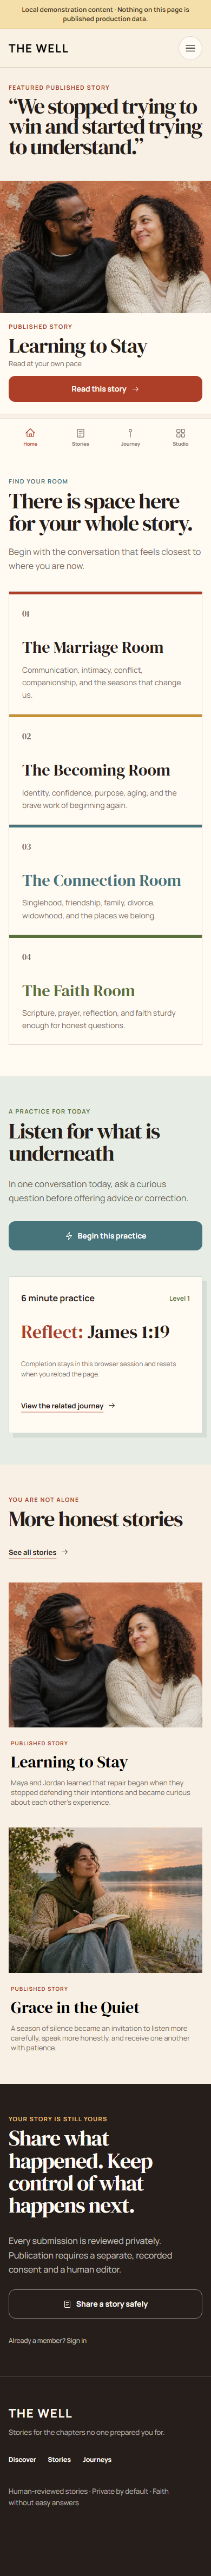 Local demonstration content · Nothing on this page is
published production data.
THE WELL
FEATURED PUBLISHED STORY
“We stopped trying to
win and started trying
to understand.”
PUBLISHED STORY
Learning to Stay
Read at your own pace
Read this story →
Home
Stories
Journey
Studio
FIND YOUR ROOM
There is space here
for your whole story.
Begin with the conversation that feels closest to
where you are now.
01
The Marriage Room
Communication, intimacy, conflict,
companionship, and the seasons that change
us.
02
The Becoming Room
Identity, confidence, purpose, aging, and the
brave work of beginning again.
03
The Connection Room
Singlehood, friendship, family, divorce,
widowhood, and the places we belong.
04
The Faith Room
Scripture, prayer, reflection, and faith sturdy
enough for honest questions.
A PRACTICE FOR TODAY
Listen for what is
underneath
In one conversation today, ask a curious
question before offering advice or correction.
Begin this practice
6 minute practice
Level 1
Reflect: James 1:19
Completion stays in this browser session and resets
when you reload the page.
View the related journey →
YOU ARE NOT ALONE
More honest stories
See all stories →
PUBLISHED STORY
Learning to Stay
Maya and Jordan learned that repair began when they
stopped defending their intentions and became curious
about each other's experience.
PUBLISHED STORY
Grace in the Quiet
A season of silence became an invitation to listen more
carefully, speak more honestly, and receive one another
with patience.
YOUR STORY IS STILL YOURS
Share what
happened. Keep
control of what
happens next.
Every submission is reviewed privately.
Publication requires a separate, recorded
consent and a human editor.
Share a story safely
Already a member? Sign in
THE WELL
Stories for the chapters no one prepared you for.
Discover
Stories
Journeys
Human-reviewed stories · Private by default · Faith
without easy answers